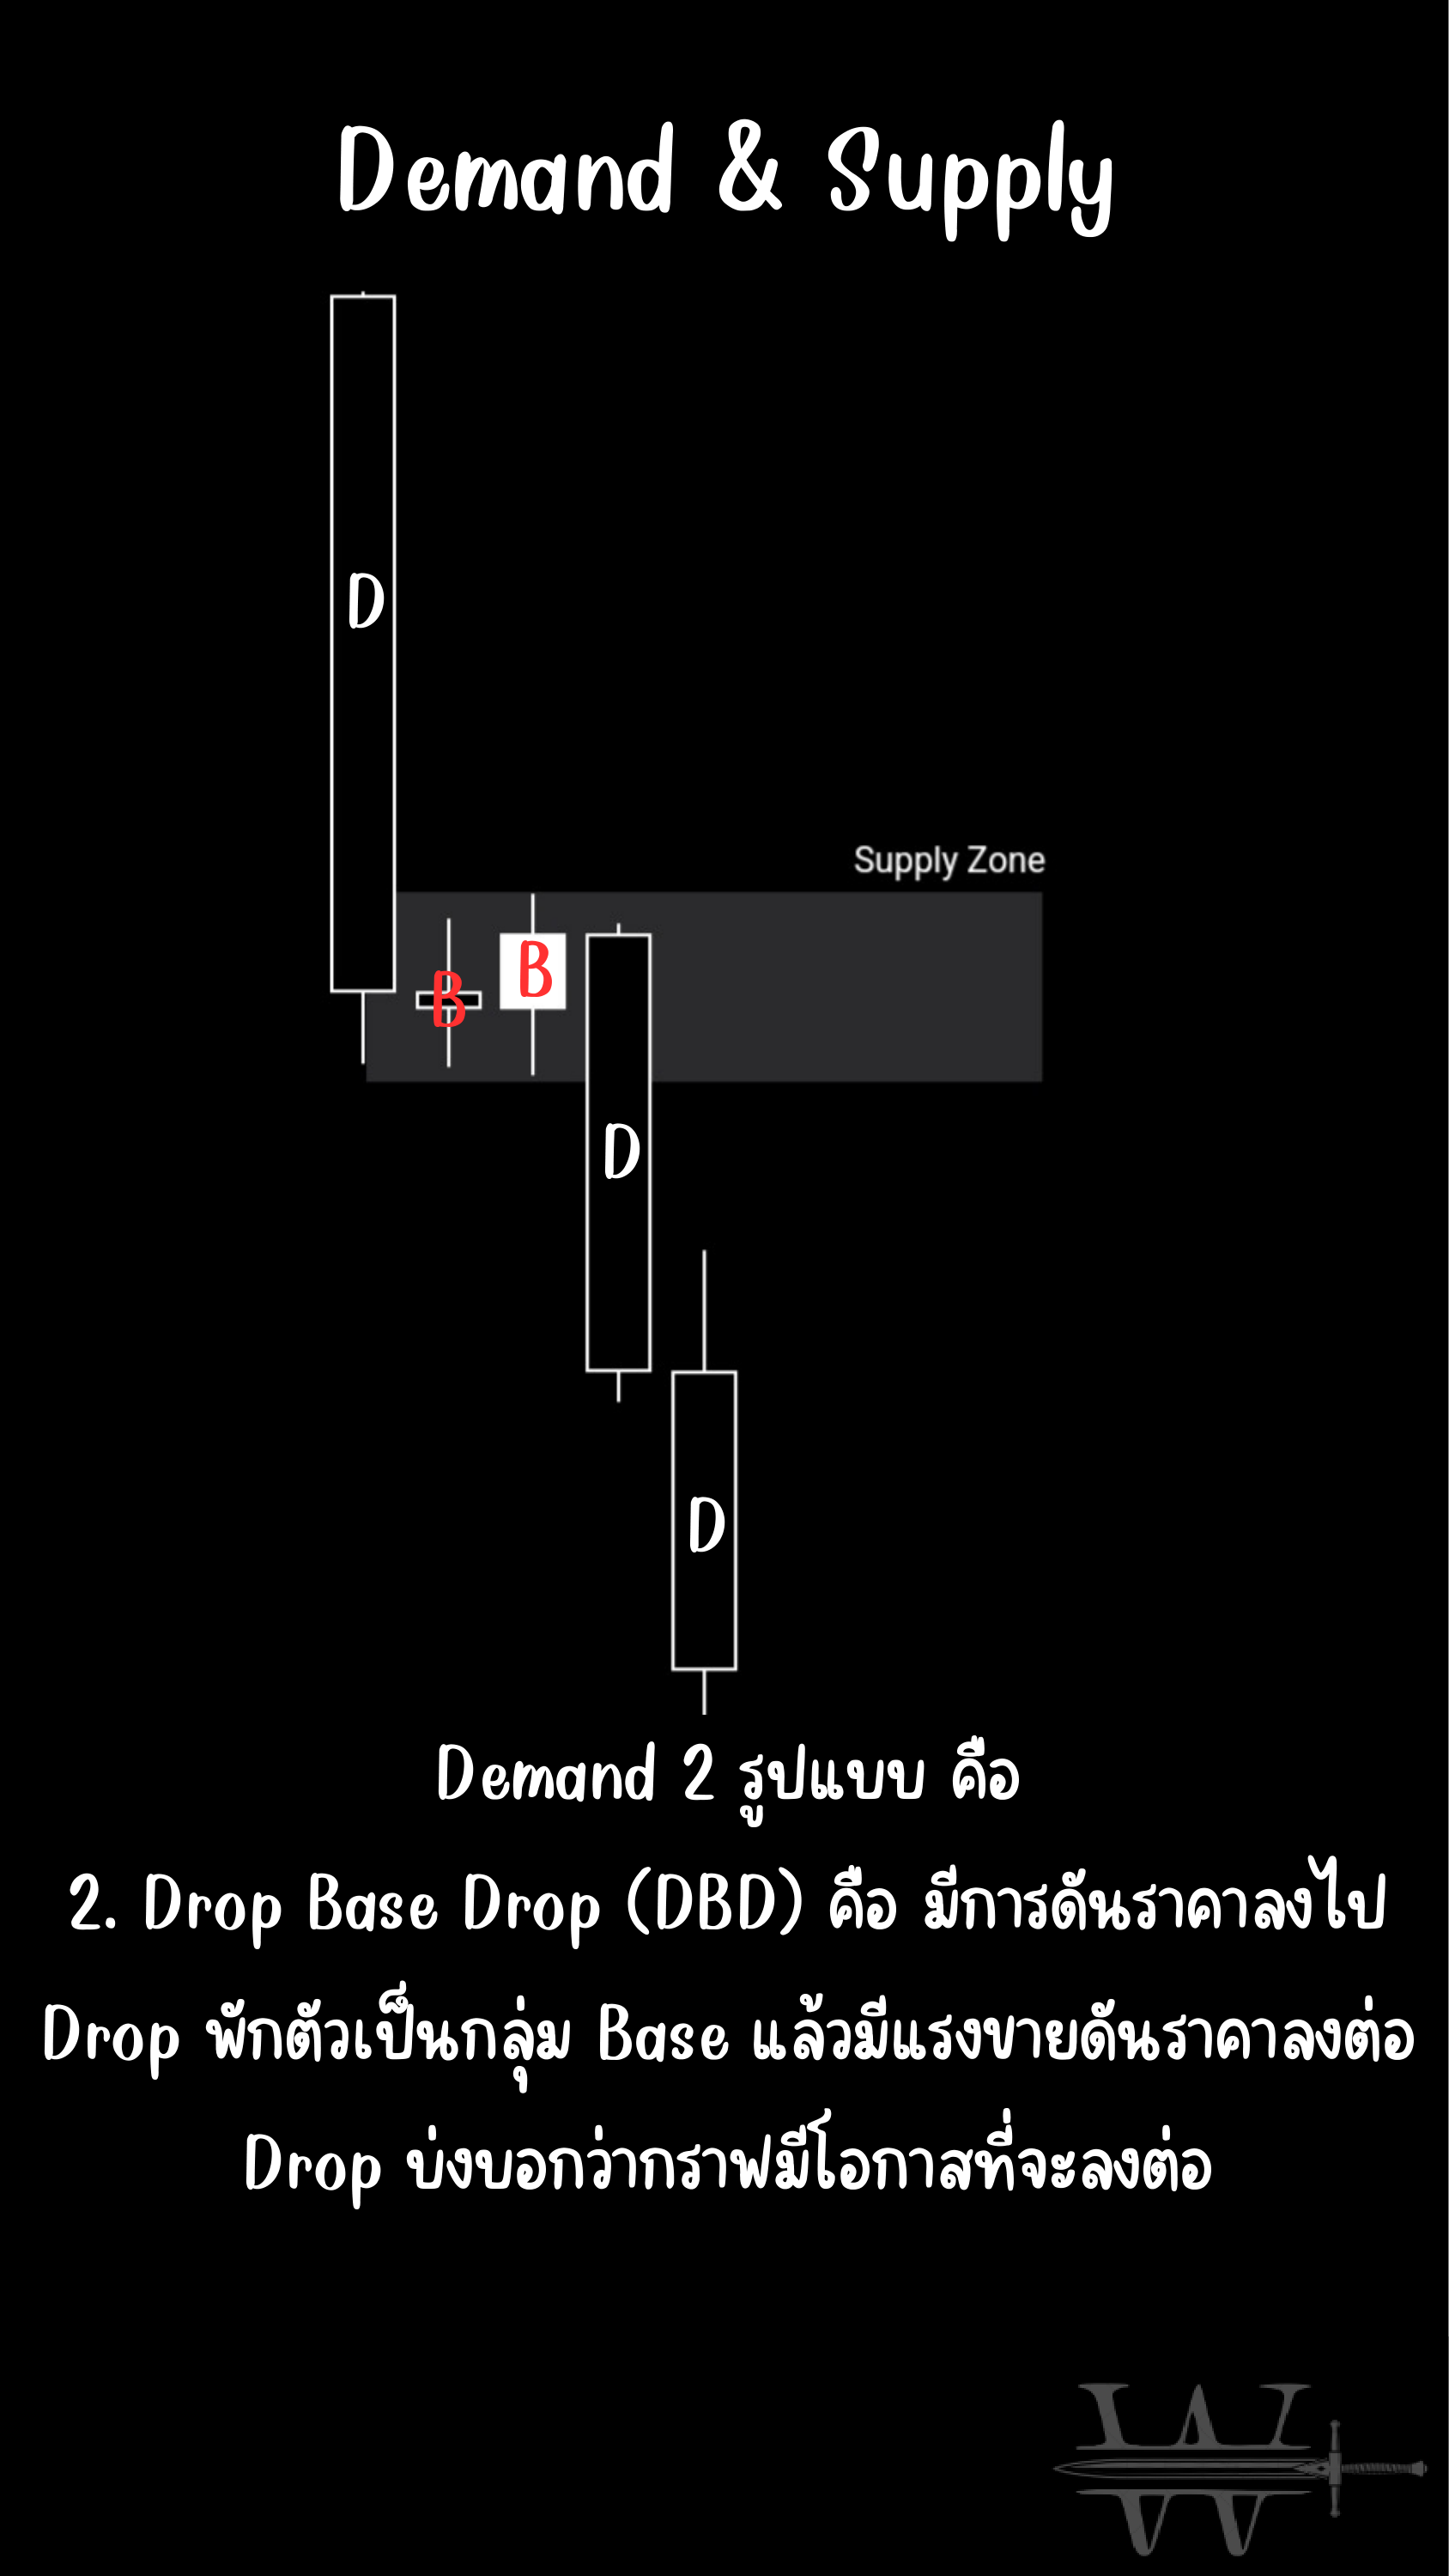 Demand & Supply
D
Supply Zone
B
B
D
D
Demand 2 รูปแบบ คือ
2. Drop Base Drop (DBD) คือ มีการดันราคาลงไป
Drop พักตัวเป็นกลุ่ม Base แล้วมีแรงขายดันราคาลงต่อ
Drop บ่งบอกว่ากราฟมีโอกาสที่จะลงต่อ
W